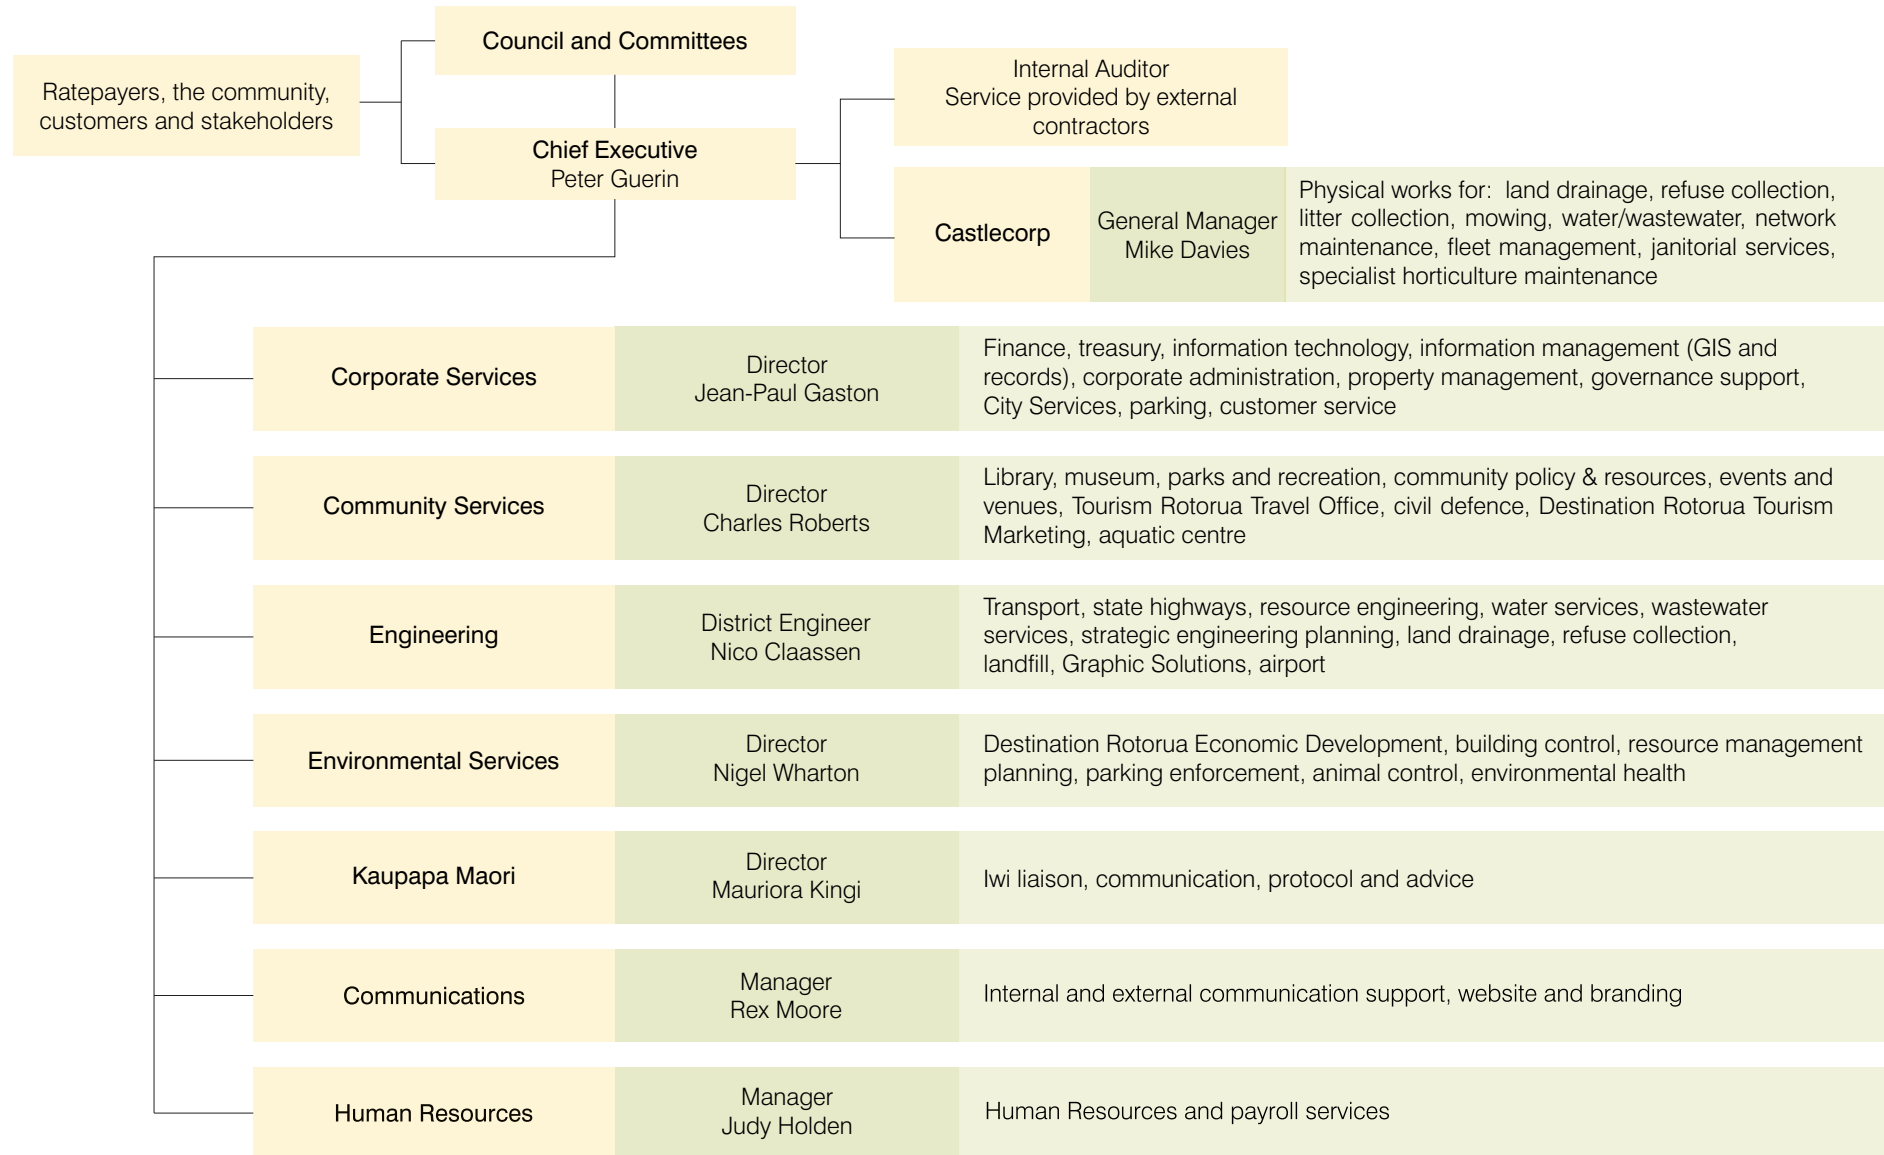 Council and Committees
Ratepayers, the community,
customers and stakeholders
Chief Executive
Peter Guerin
Internal Auditor
Service provided by external
contractors
Castlecorp
General Manager
Mike Davies
Physical works for: land drainage, refuse collection,
litter collection, mowing, water/wastewater, network
maintenance, fleet management, janitorial services,
specialist horticulture maintenance
Corporate Services
Director
Jean-Paul Gaston
Finance, treasury, information technology, information management (GIS and
records), corporate administration, property management, governance support,
City Services, parking, customer service
Community Services
Director
Charles Roberts
Library, museum, parks and recreation, community policy & resources, events and
venues, Tourism Rotorua Travel Office, civil defence, Destination Rotorua Tourism
Marketing, aquatic centre
Engineering
District Engineer
Nico Claassen
Transport, state highways, resource engineering, water services, wastewater
services, strategic engineering planning, land drainage, refuse collection,
landfill, Graphic Solutions, airport
Environmental Services
Director
Nigel Wharton
Destination Rotorua Economic Development, building control, resource management
planning, parking enforcement, animal control, environmental health
Kaupapa Maori
Director
Mauriora Kingi
Iwi liaison, communication, protocol and advice
Communications
Manager
Rex Moore
Internal and external communication support, website and branding
Human Resources
Manager
Judy Holden
Human Resources and payroll services